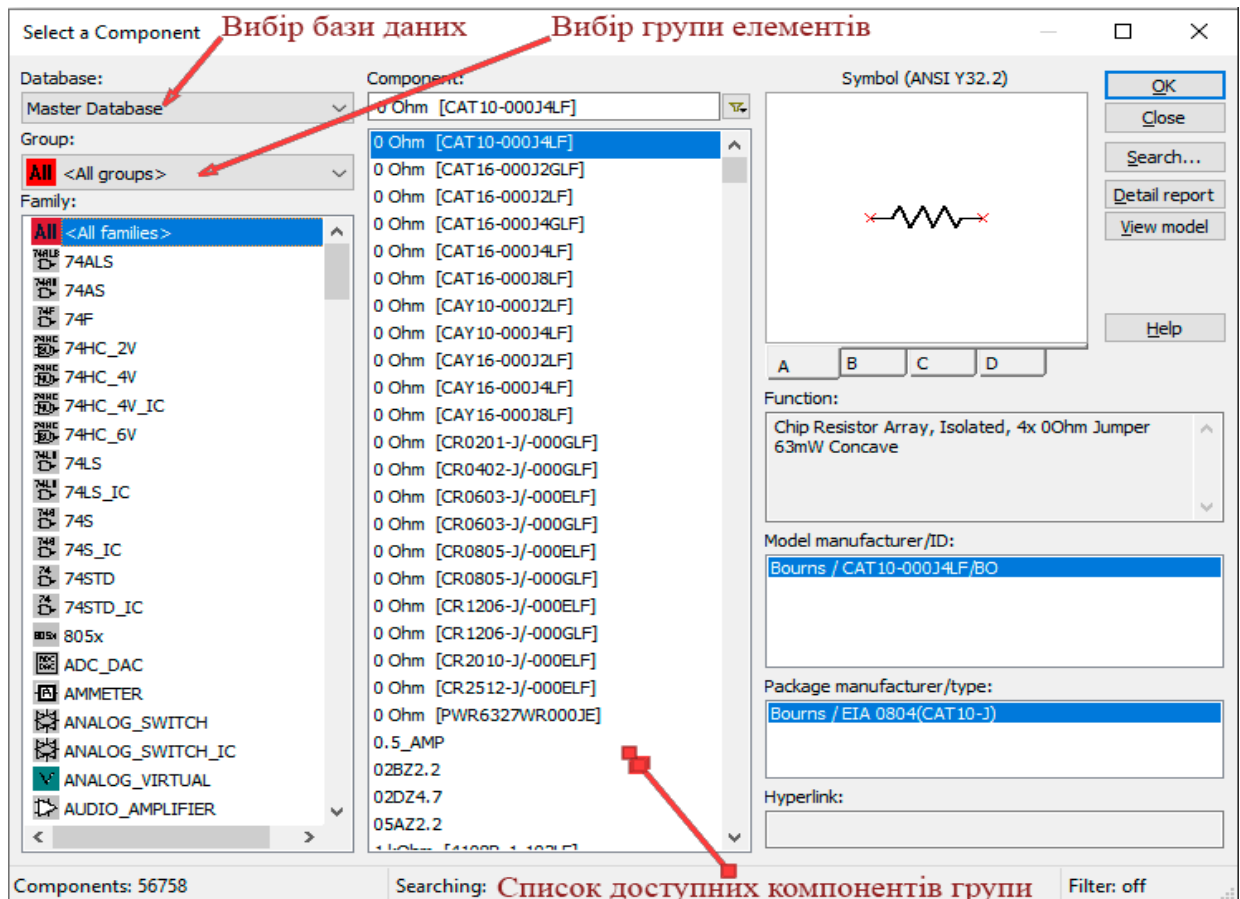 Select a Component
Вибір бази даних
Вибір групи елементів
Database:
Master Database
Group:
All <All groups>
Family:
All <All families>
74ALS
74AS
74F
74HC_2V
74HC_4V
74HC_4V_IC
74HC_6V
74LS
74LS_IC
74S
74S_IC
74STD
74STD_IC
805x
ADC_DAC
AMMETER
ANALOG_SWITCH
ANALOG_SWITCH_IC
ANALOG_VIRTUAL
AUDIO_AMPLIFIER
Component:
0 Ohm [CAT10-000J4LF]
0 Ohm [CAT10-000J4LF]
0 Ohm [CAT16-000J2GLF]
0 Ohm [CAT16-000J2LF]
0 Ohm [CAT16-000J4GLF]
0 Ohm [CAT16-000J4LF]
0 Ohm [CAT16-000J8LF]
0 Ohm [CAY10-000J2LF]
0 Ohm [CAY10-000J4LF]
0 Ohm [CAY16-000J2LF]
0 Ohm [CAY16-000J4LF]
0 Ohm [CAY16-000J8LF]
0 Ohm [CR0201-J/-000GLF]
0 Ohm [CR0402-J/-000GLF]
0 Ohm [CR0603-J/-000ELF]
0 Ohm [CR0603-J/-000GLF]
0 Ohm [CR0805-J/-000ELF]
0 Ohm [CR0805-J/-000GLF]
0 Ohm [CR1206-J/-000ELF]
0 Ohm [CR1206-J/-000GLF]
0 Ohm [CR2010-J/-000ELF]
0 Ohm [CR2512-J/-000ELF]
0 Ohm [PWR6327WR000JE]
0.5_AMP
02BZ2.2
02DZ4.7
05AZ2.2
Symbol (ANSI Y32.2)
A B C D
Function:
Chip Resistor Array, Isolated, 4x 0Ohm Jumper
63mW Concave
Model manufacturer/ID:
Bourns / CAT10-000J4LF/BO
Package manufacturer/type:
Bourns / EIA 0804(CAT10-J)
Hyperlink:
OK
Close
Search...
Detail report
View model
Help
Components: 56758
Searching:
Список доступних компонентів групи
Filter: off